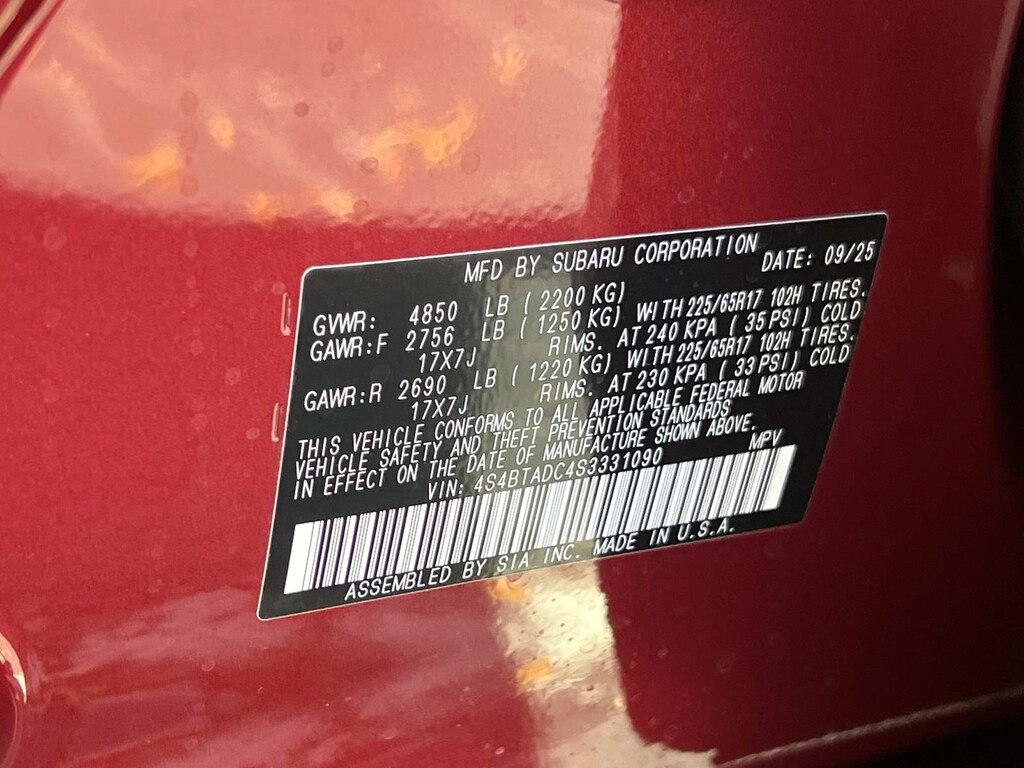 MFD BY SUBARU CORPORATION
DATE: 09/25
GVWR: 4850 LB (2200 KG)
GAWR:F 2756 LB (1250 KG) WITH 225/65R17 102H TIRES.
17X7J RIMS. AT 240 KPA (35 PSI) COLD
GAWR:R 2690 LB (1220 KG) WITH 225/65R17 102H TIRES.
17X7J RIMS. AT 230 KPA (33 PSI) COLD
THIS VEHICLE CONFORMS TO ALL APPLICABLE FEDERAL MOTOR
VEHICLE SAFETY AND THEFT PREVENTION STANDARDS
IN EFFECT ON THE DATE OF MANUFACTURE SHOWN ABOVE.
VIN: 4S4BTADC4S3331090 MPV
ASSEMBLED BY SIA INC. MADE IN U.S.A.